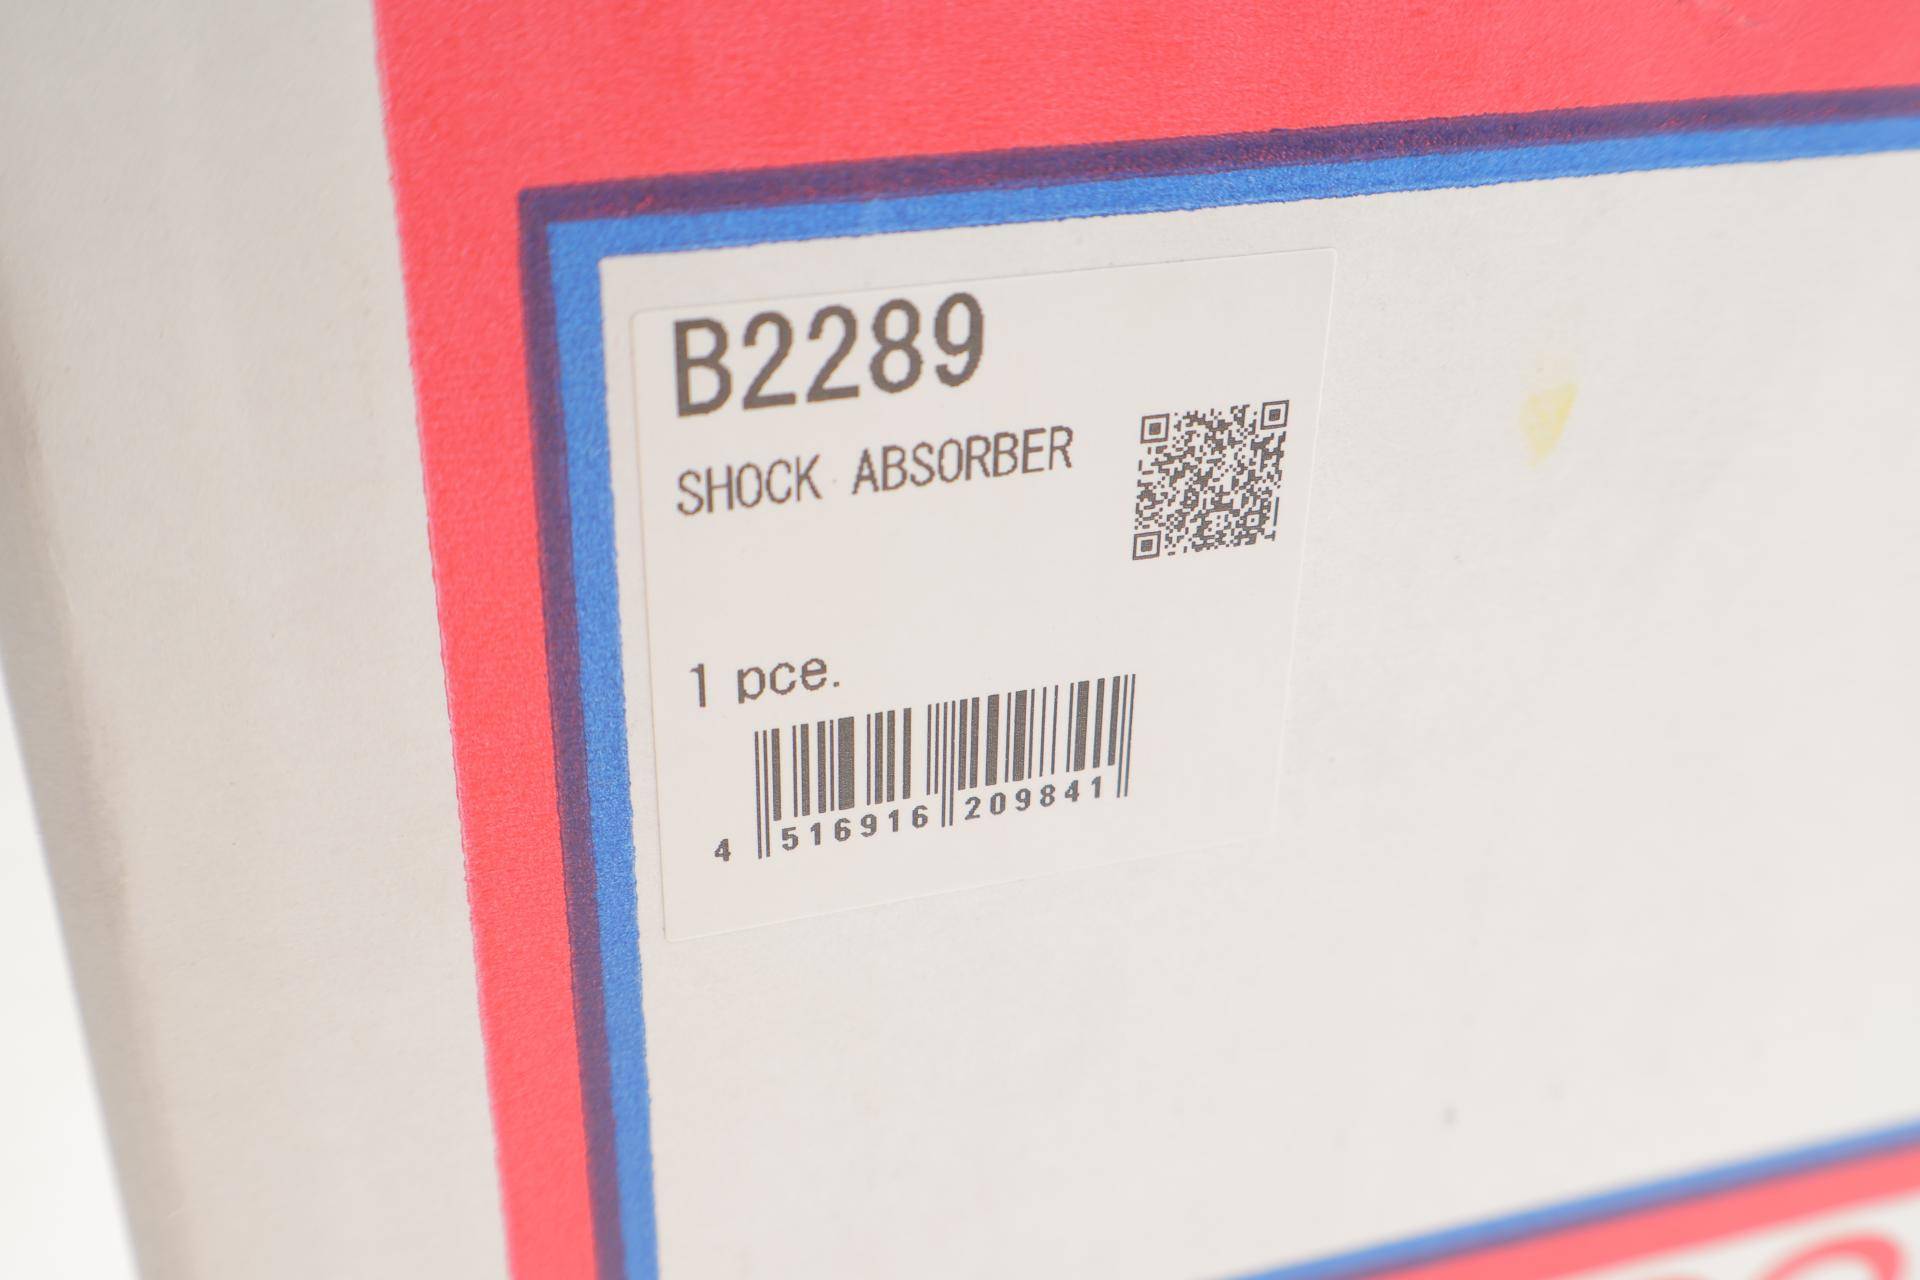 B2289
SHOCK ABSORBER
1 pce.
4 516916 209841